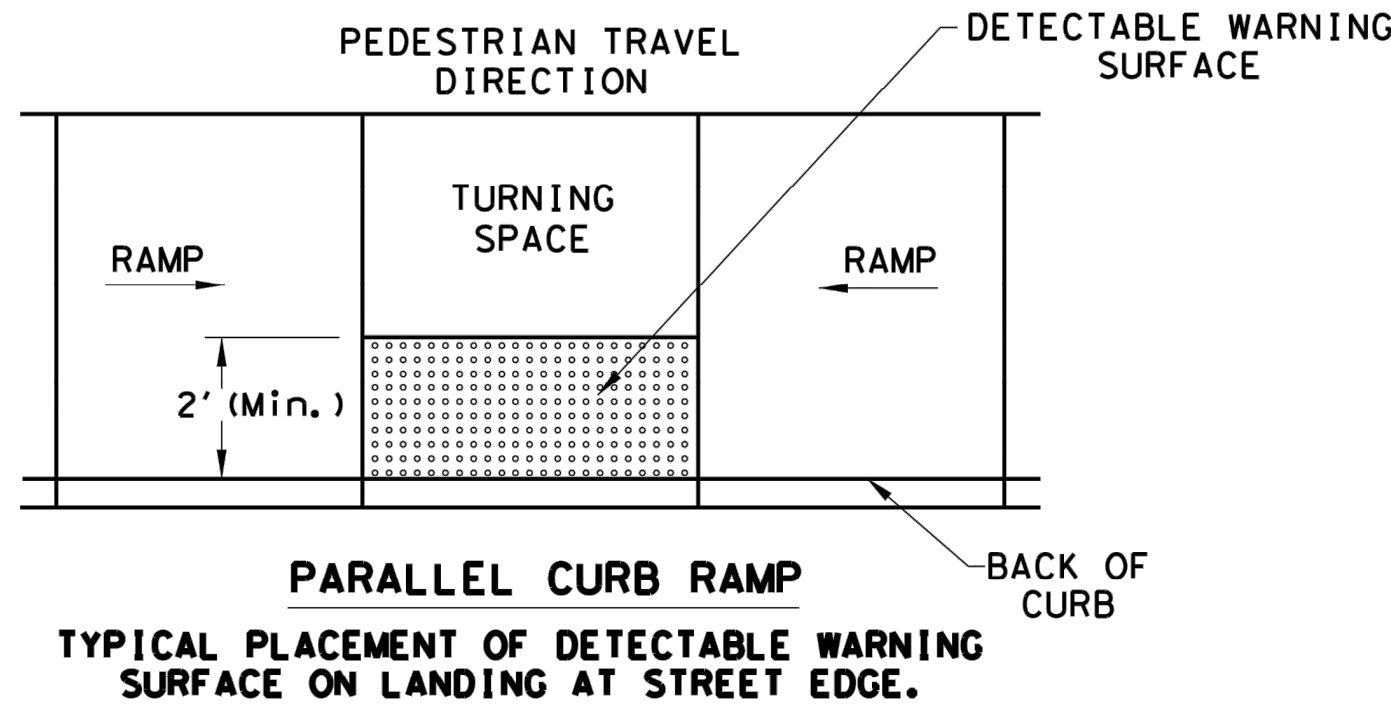 PEDESTRIAN TRAVEL
DIRECTION
DETECTABLE WARNING
SURFACE
TURNING
SPACE
RAMP
RAMP
2' (Min.)
BACK OF
CURB
PARALLEL CURB RAMP
TYPICAL PLACEMENT OF DETECTABLE WARNING
SURFACE ON LANDING AT STREET EDGE.